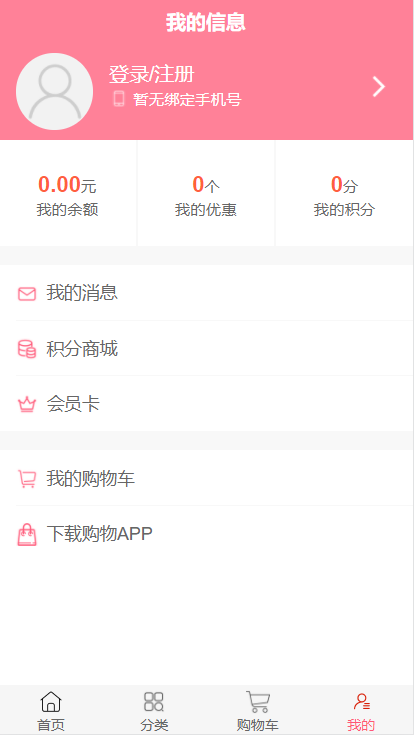 我的信息
登录/注册
暂无绑定手机号
0.00元
0个
0分
我的余额
我的优惠
我的积分
我的消息
积分商城
会员卡
我的购物车
下载购物APP
首页
分类
购物车
我的